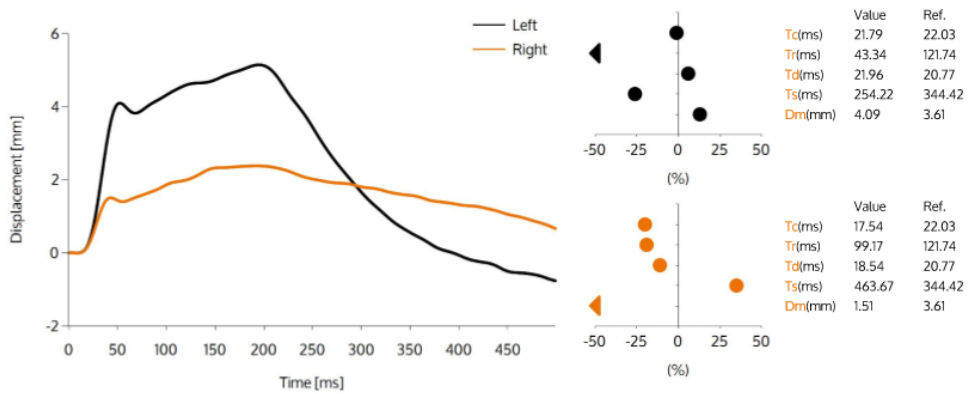 6
4
2
0
-2
Displacement [mm]
0 50 100 150 200 250 300 350 400 450
Time [ms]
Left
Right
-50 -25 0 25 50
(%)
Value Ref.
Tc(ms) 21.79 22.03
Tr(ms) 43.34 121.74
Td(ms) 21.96 20.77
Ts(ms) 254.22 344.42
Dm(mm) 4.09 3.61
-50 -25 0 25 50
(%)
Value Ref.
Tc(ms) 17.54 22.03
Tr(ms) 99.17 121.74
Td(ms) 18.54 20.77
Ts(ms) 463.67 344.42
Dm(mm) 1.51 3.61